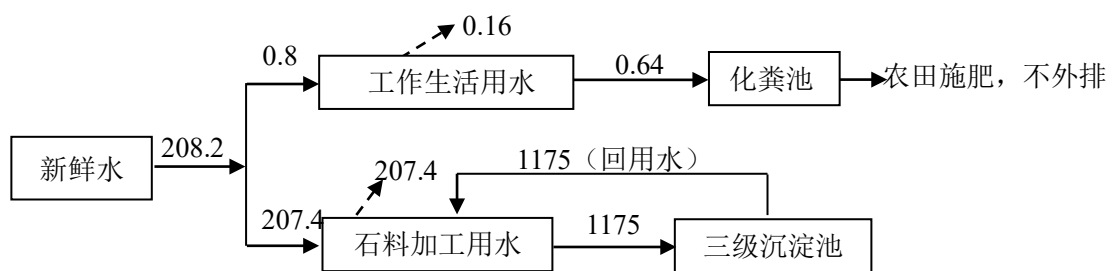 0.16
0.8
工作生活用水
0.64
化粪池
农田施肥，不外排
新鲜水
208.2
207.4
1175（回用水）
207.4
石料加工用水
1175
三级沉淀池